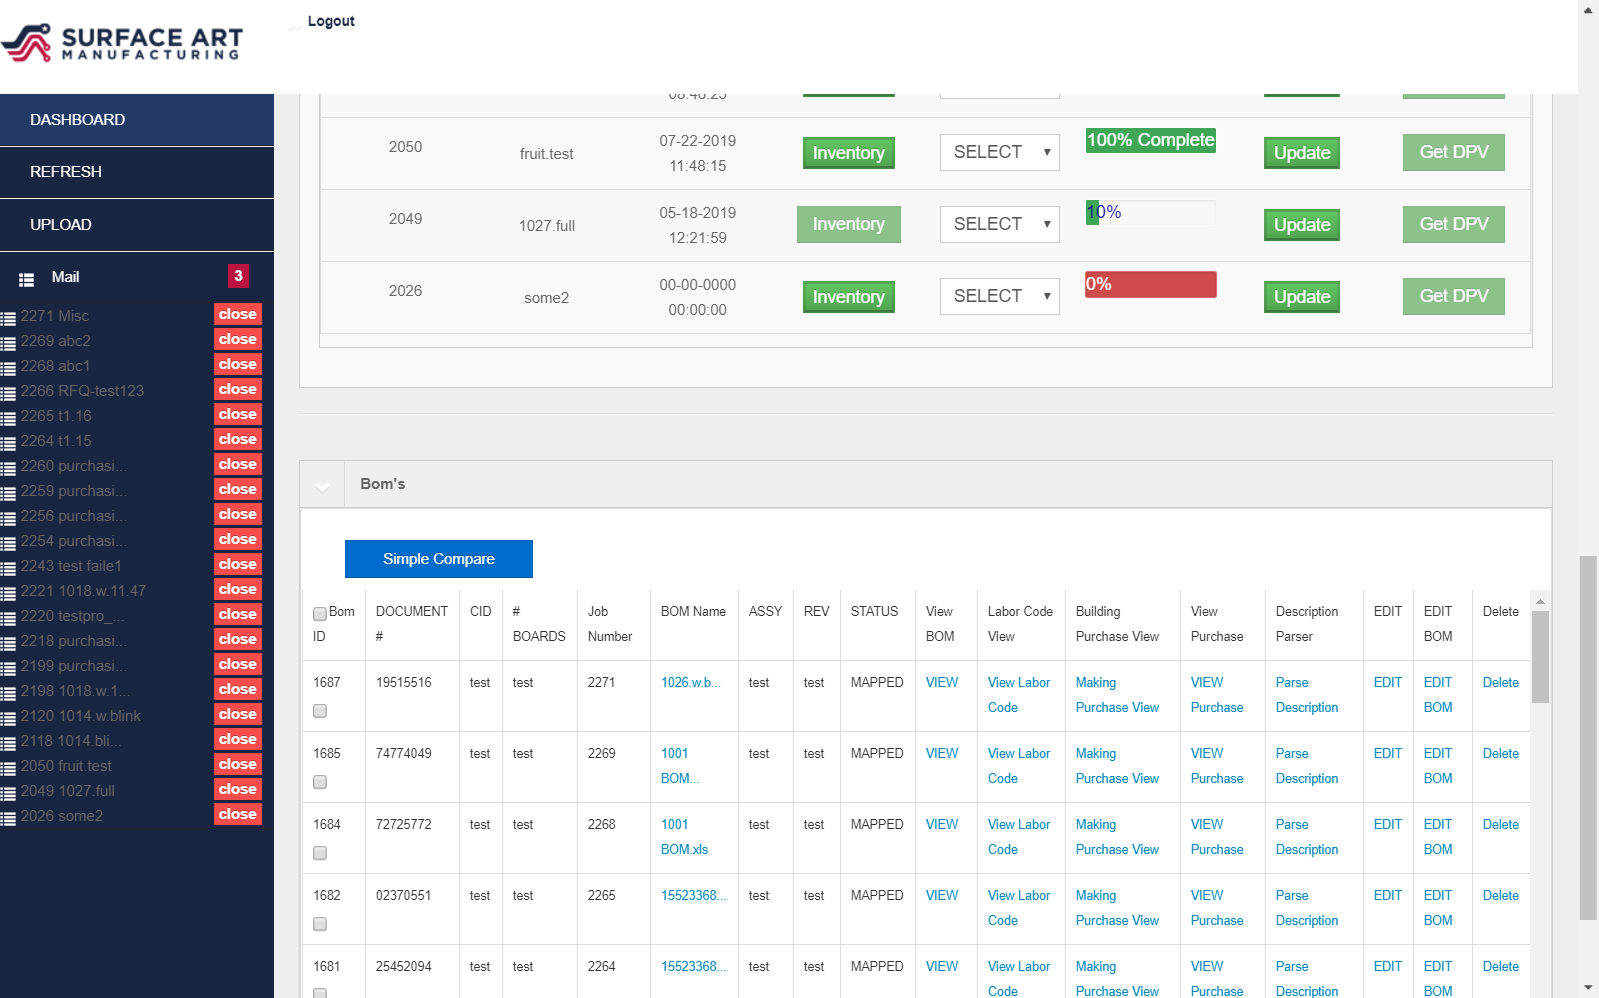 SURFACE ART
MANUFACTURING
Logout
DASHBOARD
REFRESH
UPLOAD
Mail 3
2271 Misc close
2269 abc2 close
2268 abc1 close
2266 RFQ-test123 close
2265 t1.16 close
2264 t1.15 close
2260 purchasi... close
2259 purchasi... close
2256 purchasi... close
2254 purchasi... close
2243 test faile1 close
2221 1018.w.11.47 close
2220 testpro_... close
2218 purchasi... close
2199 purchasi... close
2198 1018.w.1... close
2120 1014.w.blink close
2118 1014.bli... close
2050 fruit.test close
2049 1027.full close
2026 some2 close
08:46:25
2050 fruit.test 07-22-2019 Inventory SELECT 100% Complete Update Get DPV
11:48:15
2049 1027.full 05-18-2019 Inventory SELECT 10% Update Get DPV
12:21:59
2026 some2 00-00-0000 Inventory SELECT 0% Update Get DPV
00:00:00
Bom's
Simple Compare
Bom DOCUMENT CID # Job BOM Name ASSY REV STATUS View Labor Code Building View Description EDIT EDIT Delete
ID # BOARDS Number BOM View Purchase View Purchase Parser BOM
1687 19515516 test test 2271 1026.w.b... test test MAPPED VIEW View Labor Making VIEW Parse EDIT EDIT Delete
Code Purchase View Purchase Description BOM
1685 74774049 test test 2269 1001 test test MAPPED VIEW View Labor Making VIEW Parse EDIT EDIT Delete
BOM... Code Purchase View Purchase Description BOM
1684 72725772 test test 2268 1001 test test MAPPED VIEW View Labor Making VIEW Parse EDIT EDIT Delete
BOM.xls Code Purchase View Purchase Description BOM
1682 02370551 test test 2265 15523368... test test MAPPED VIEW View Labor Making VIEW Parse EDIT EDIT Delete
Code Purchase View Purchase Description BOM
1681 25452094 test test 2264 15523368... test test MAPPED VIEW View Labor Making VIEW Parse EDIT EDIT Delete
Code Purchase View Purchase Description BOM